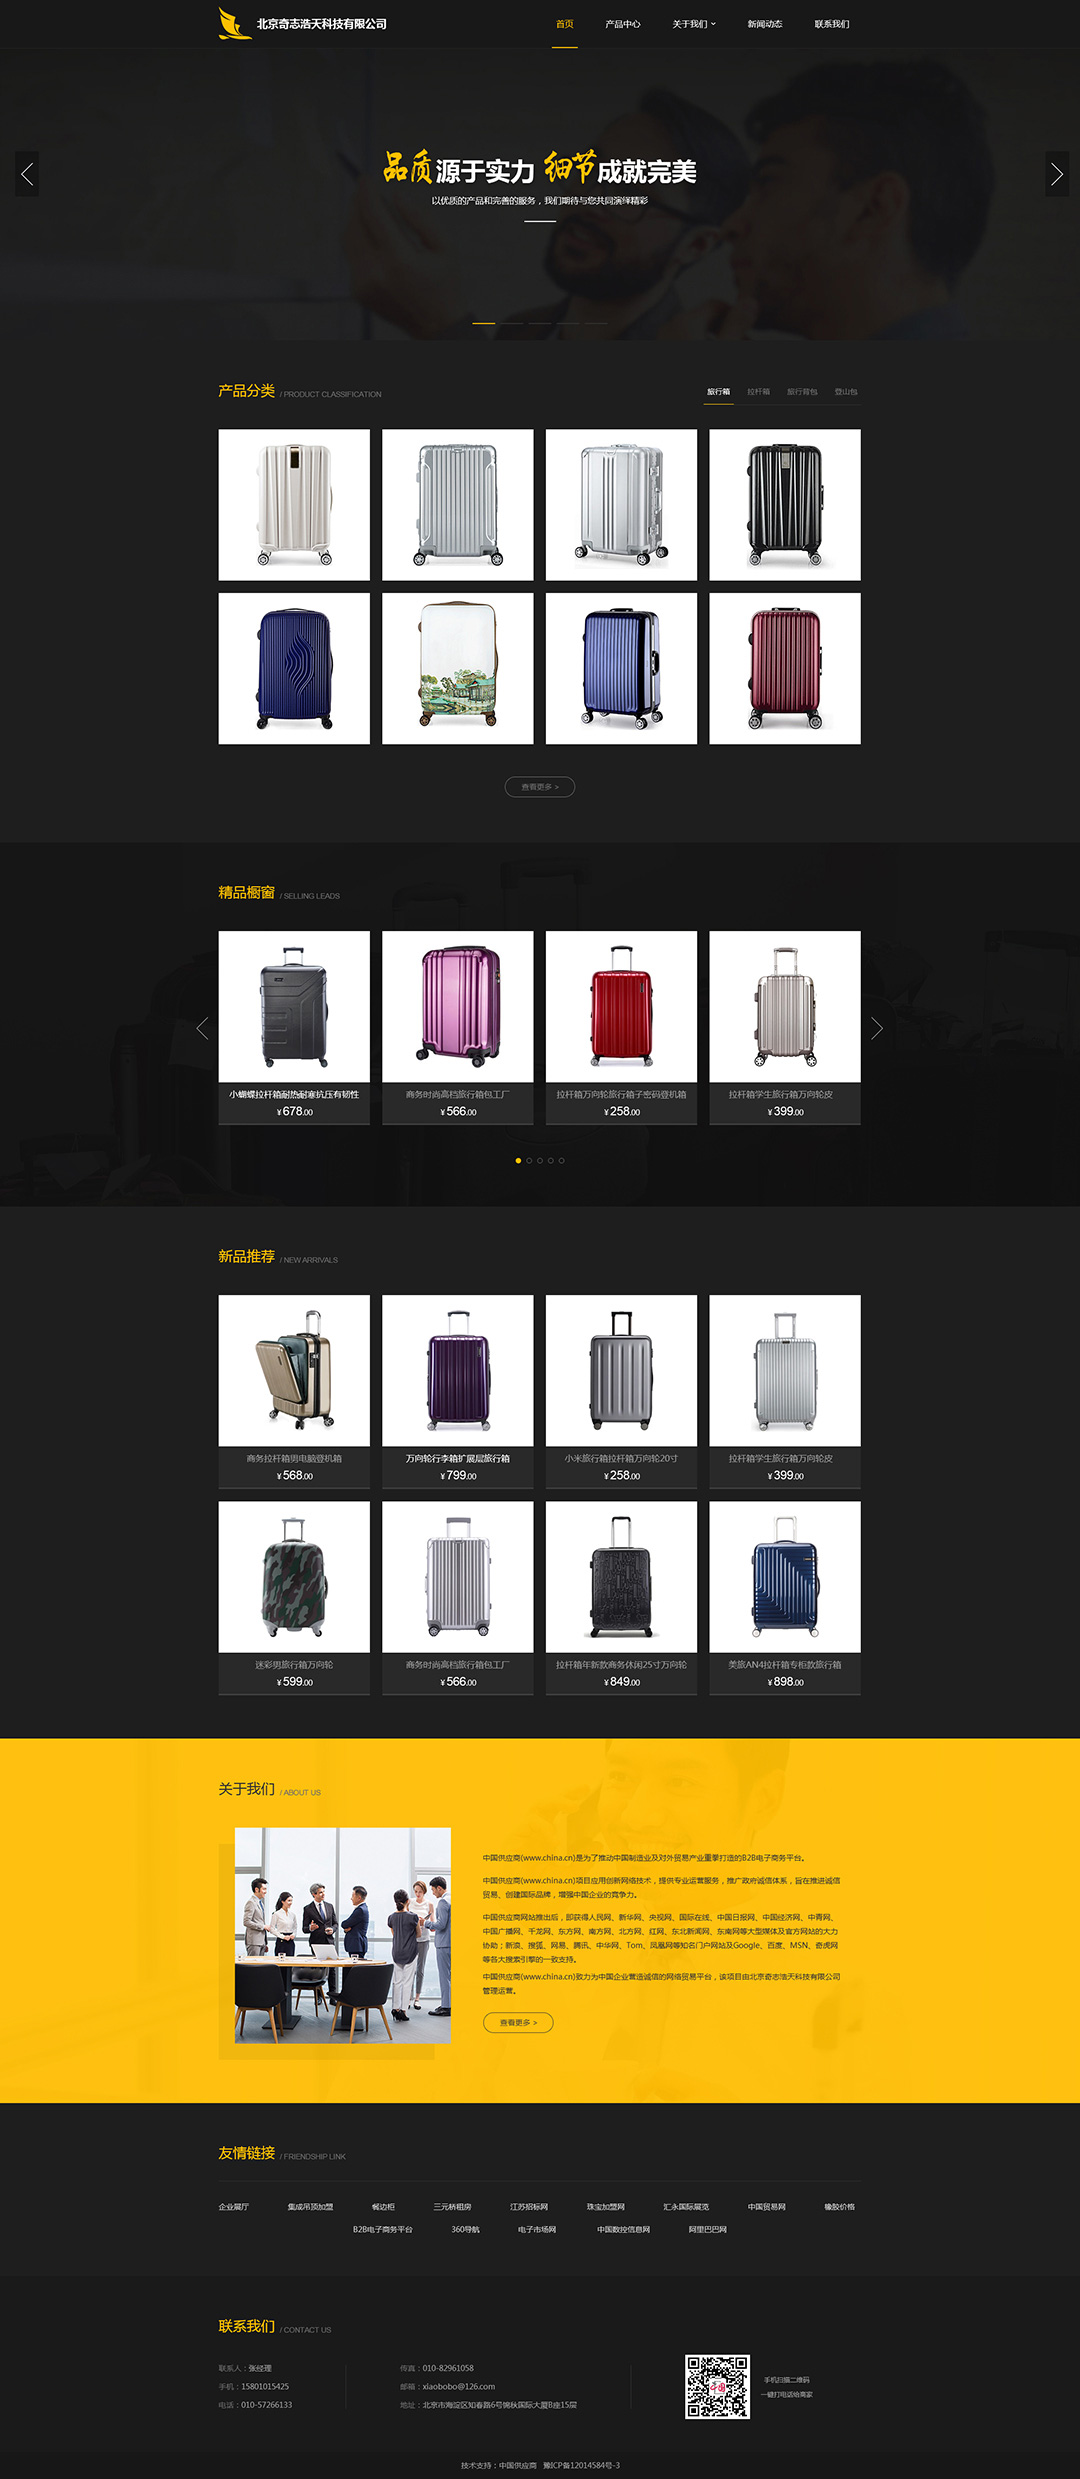 北京奇志浩天科技有限公司
首页 产品中心 关于我们 新闻动态 联系我们
品质源于实力 细节成就完美
以优质的产品和完善的服务，我们期待与您共同演绎精彩
产品分类 / PRODUCT CLASSIFICATION
旅行箱 拉杆箱 旅行背包 登山包
查看更多 >
精品橱窗 / SELLING LEADS
小蝴蝶拉杆箱耐热耐寒抗压有韧性 商务时尚高档旅行箱包工厂 拉杆箱万向轮旅行箱子密码登机箱 拉杆箱学生旅行箱万向轮皮
¥ 678.00 ¥ 566.00 ¥ 258.00 ¥ 399.00
新品推荐 / NEW ARRIVALS
商务拉杆箱男电脑登机箱 万向轮行李箱扩展层旅行箱 小米旅行箱拉杆箱万向轮20寸 拉杆箱学生旅行箱万向轮皮
¥ 568.00 ¥ 799.00 ¥ 258.00 ¥ 399.00
迷彩男旅行箱万向轮 商务时尚高档旅行箱包工厂 拉杆箱年新款商务休闲25寸万向轮 美旅AN4拉杆箱专柜款旅行箱
¥ 599.00 ¥ 566.00 ¥ 849.00 ¥ 898.00
关于我们 / ABOUT US
中国供应商(www.china.cn)是为了推动中国制造业及对外贸易产业重拳打造的B2B电子商务平台。
中国供应商(www.china.cn)项目应用创新网络技术，提供专业运营服务，推广政府诚信体系，旨在推进诚信
贸易、创建国际品牌，增强中国企业的竞争力。
中国供应商网站推出后，即获得人民网、新华网、央视网、国际在线、中国日报网、中国经济网、中青网、
中国广播网、千龙网、东方网、南方网、北方网、红网、东北新闻网、东南网等大型媒体及官方网站的大力
协助；新浪、搜狐、网易、腾讯、中华网、Tom、凤凰网等知名门户网站及Google、百度、MSN、奇虎网
等各大搜索引擎的一致支持。
中国供应商(www.china.cn)致力为中国企业营造诚信的网络贸易平台，该项目由北京奇志浩天科技有限公司
管理运营。
查看更多 >
友情链接 / FRIENDSHIP LINK
企业展厅 集成吊顶加盟 餐边柜 三元桥租房 江苏招标网 珠宝加盟网 汇永国际展览 中国贸易网 橡胶价格
B2B电子商务平台 360导航 电子市场网 中国数控信息网 阿里巴巴网
联系我们 / CONTACT US
联系人：张经理
手机：15801015425
电话：010-57266133
传真：010-82961058
邮箱：xiaobobo@126.com
地址：北京市海淀区知春路6号锦秋国际大厦B座15层
手机扫描二维码
一键打电话给商家
技术支持：中国供应商 豫ICP备12014584号-3